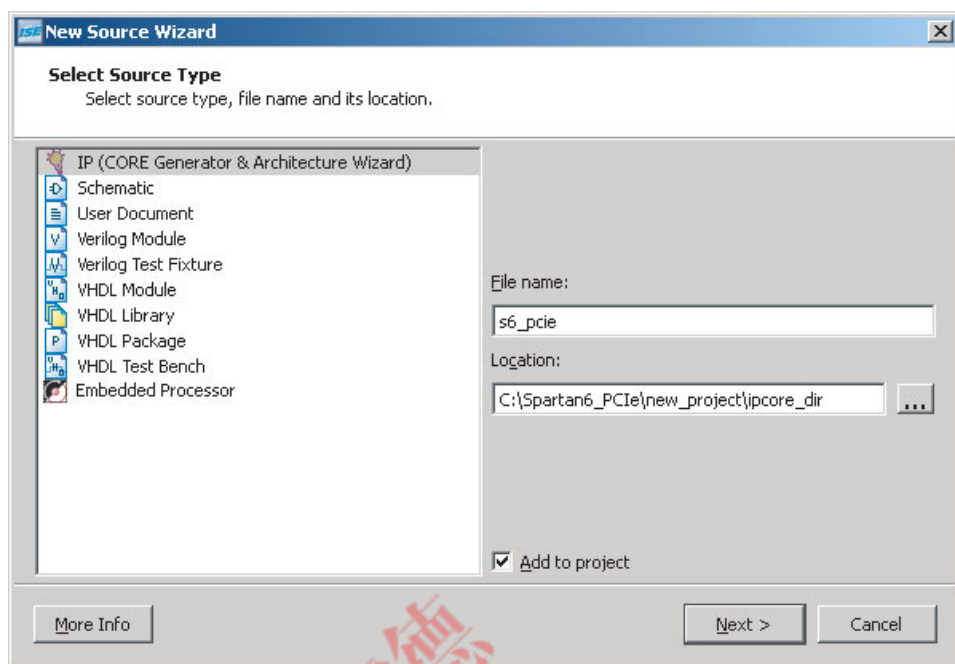 ISE New Source Wizard
Select Source Type
Select source type, file name and its location.
IP (CORE Generator & Architecture Wizard)
Schematic
User Document
Verilog Module
Verilog Test Fixture
VHDL Module
VHDL Library
VHDL Package
VHDL Test Bench
Embedded Processor
File name:
s6_pcie
Location:
C:\Spartan6_PCIe\new_project\ipcore_dir
...
Add to project
More Info
Next >
Cancel
德